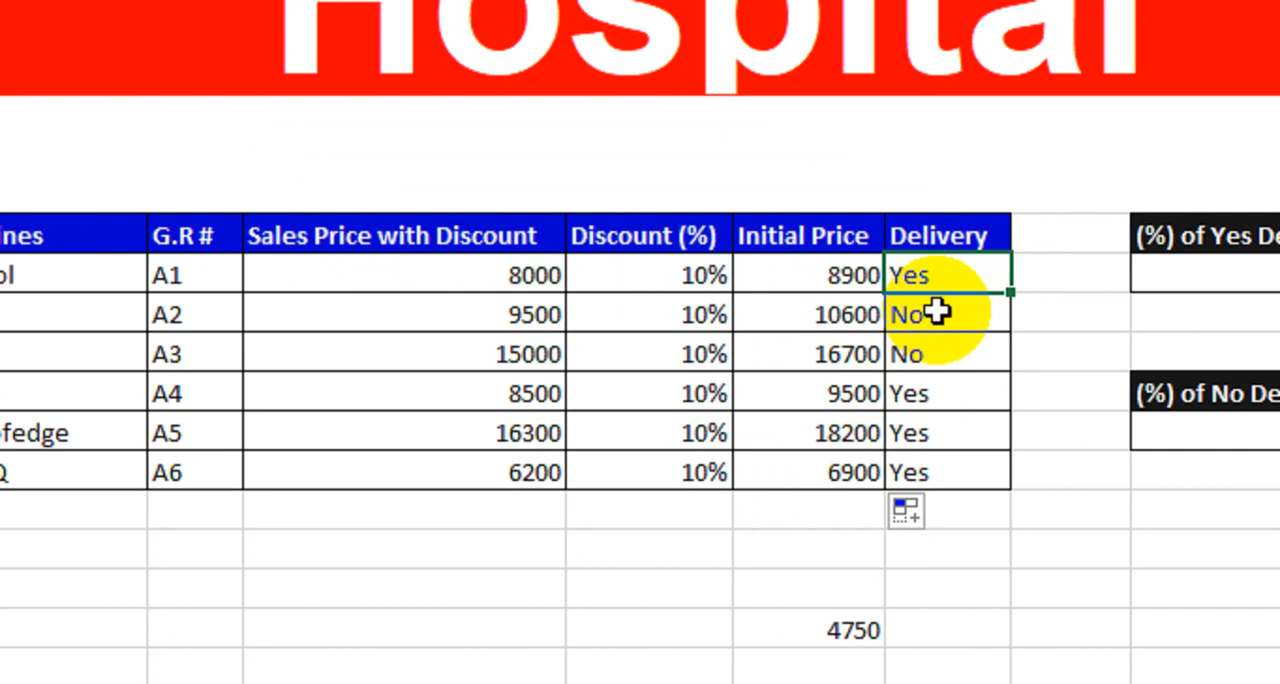 Hospital
ines G.R # Sales Price with Discount Discount (%) Initial Price Delivery (%) of Yes De
ol A1 8000 10% 8900 Yes
A2 9500 10% 10600 No
A3 15000 10% 16700 No
A4 8500 10% 9500 Yes (%) of No De
ofedge A5 16300 10% 18200 Yes
Q A6 6200 10% 6900 Yes
4750